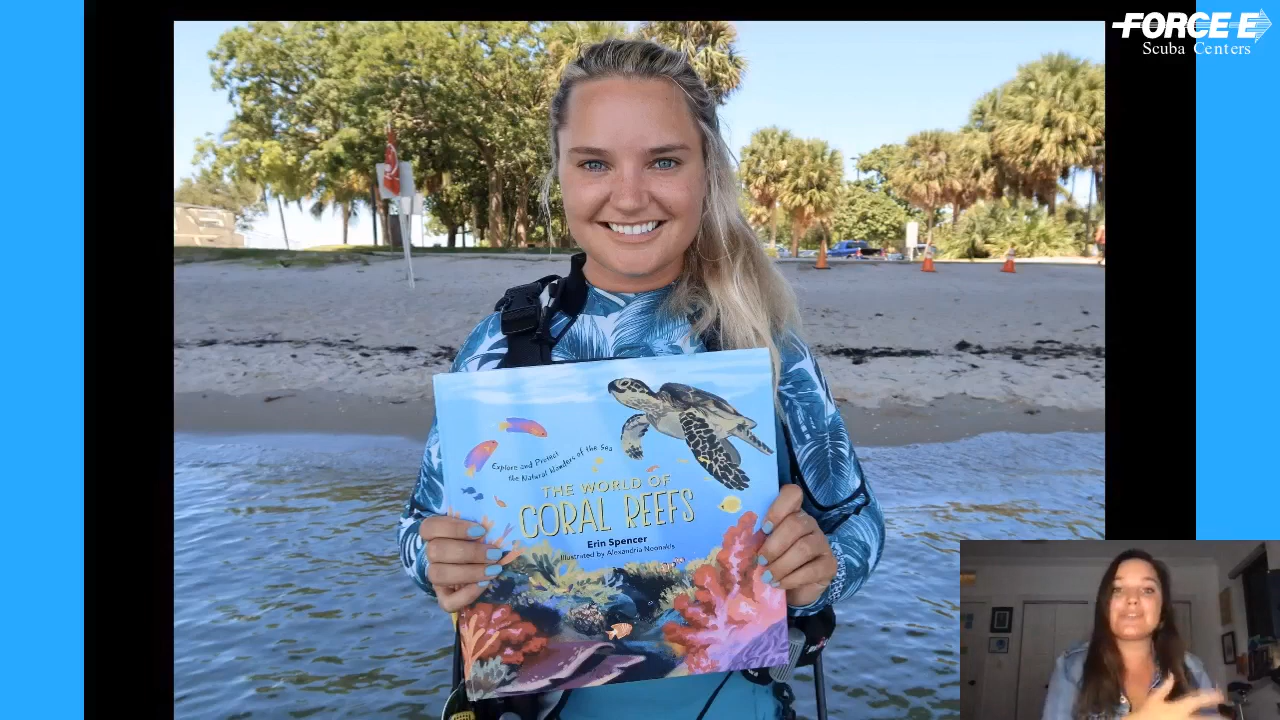 FORCE-E
Scuba Centers
Explore and Protect
the Natural Wonders of the Sea
THE WORLD OF
CORAL REEFS
Erin Spencer
Illustrated by Alexandria Neonakis